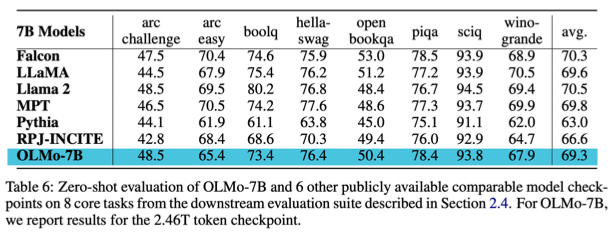 7B Models arc challenge arc easy boolq hella- swag open bookqa piqa sciq wino- grande avg.
Falcon 47.5 70.4 74.6 75.9 53.0 78.5 93.9 68.9 70.3
LLaMA 44.5 67.9 75.4 76.2 51.2 77.2 93.9 70.5 69.6
Llama 2 48.5 69.5 80.2 76.8 48.4 76.7 94.5 69.4 70.5
MPT 46.5 70.5 74.2 77.6 48.6 77.3 93.7 69.9 69.8
Pythia 44.1 61.9 61.1 63.8 45.0 75.1 91.1 62.0 63.0
RPJ-INCITE 42.8 68.4 68.6 70.3 49.4 76.0 92.9 64.7 66.6
OLMo-7B 48.5 65.4 73.4 76.4 50.4 78.4 93.8 67.9 69.3
Table 6: Zero-shot evaluation of OLMo-7B and 6 other publicly available comparable model check-
points on 8 core tasks from the downstream evaluation suite described in Section 2.4. For OLMo-7B,
we report results for the 2.46T token checkpoint.